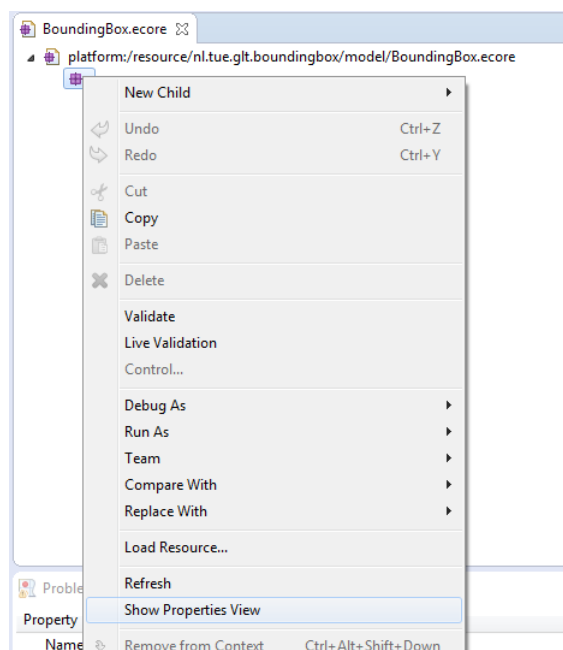 BoundingBox.ecore
platform:/resource/nl.tue.glt.boundingbox/model/BoundingBox.ecore
New Child
Undo Ctrl+Z
Redo Ctrl+Y
Cut
Copy
Paste
Delete
Validate
Live Validation
Control...
Debug As
Run As
Team
Compare With
Replace With
Load Resource...
Refresh
Proble
Show Properties View
Property
Name
Remove from Context Ctrl+Alt+Shift+Down